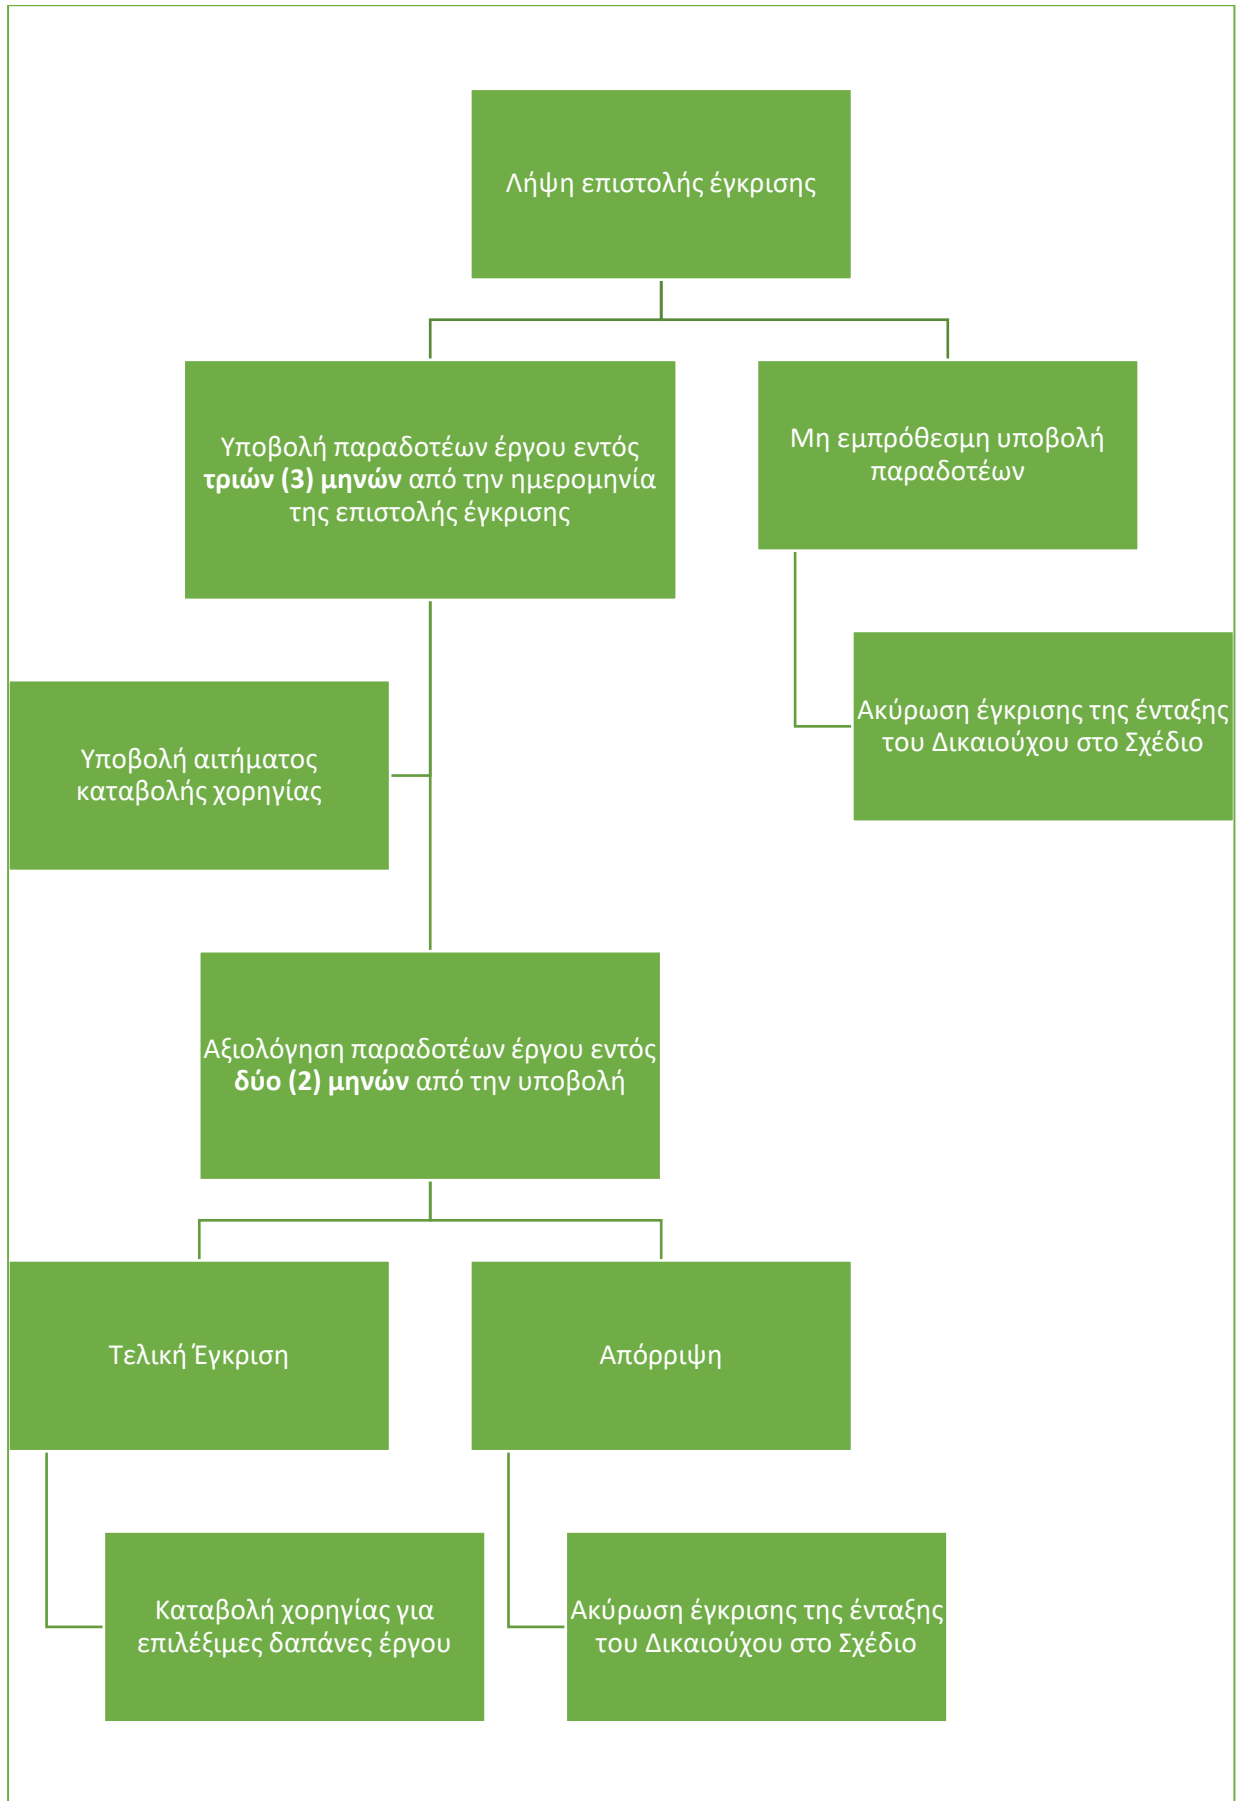 Λήψη επιστολής έγκρισης
Υποβολή παραδοτέων έργου εντός
τριών (3) μηνών από την ημερομηνία
της επιστολής έγκρισης
Μη εμπρόθεσμη υποβολή
παραδοτέων
Ακύρωση έγκρισης της ένταξης
του Δικαιούχου στο Σχέδιο
Υποβολή αιτήματος
καταβολής χορηγίας
Αξιολόγηση παραδοτέων έργου εντός
δύο (2) μηνών από την υποβολή
Τελική Έγκριση
Απόρριψη
Καταβολή χορηγίας για
επιλέξιμες δαπάνες έργου
Ακύρωση έγκρισης της ένταξης
του Δικαιούχου στο Σχέδιο